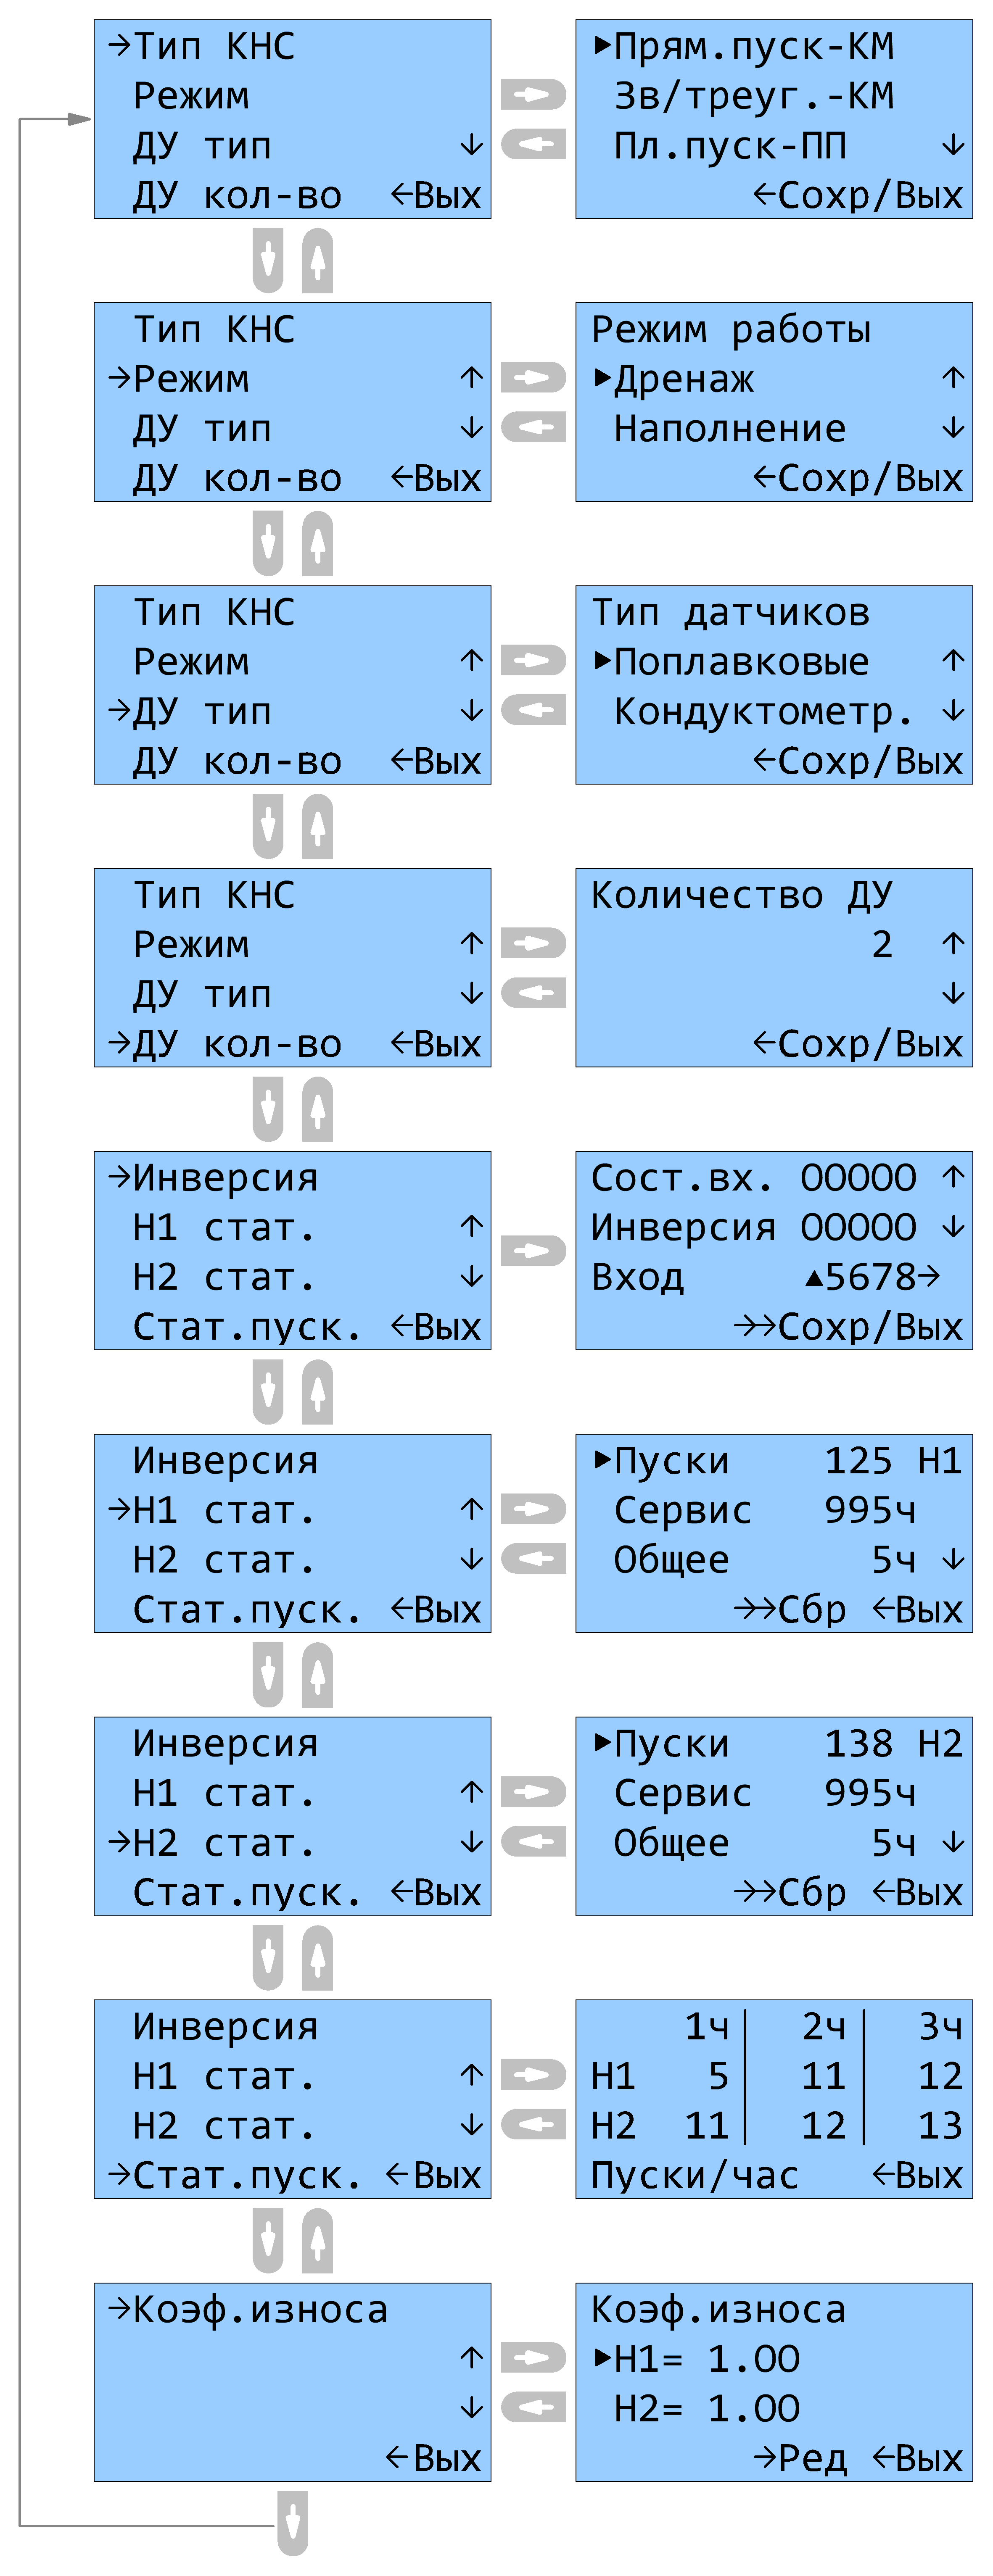 →Тип КНС
Режим
ДУ тип ↓
ДУ кол-во ←Вых
▶Прям.пуск-КМ
Зв/треуг.-КМ
Пл.пуск-ПП ↓
←Сохр/Вых
Тип КНС
→Режим ↑
ДУ тип ↓
ДУ кол-во ←Вых
Режим работы
▶Дренаж ↑
Наполнение ↓
←Сохр/Вых
Тип КНС
Режим ↑
→ДУ тип ↓
ДУ кол-во ←Вых
Тип датчиков
▶Поплавковые ↑
Кондуктометр. ↓
←Сохр/Вых
Тип КНС
Режим ↑
ДУ тип ↓
→ДУ кол-во ←Вых
Количество ДУ
2 ↑
↓
←Сохр/Вых
→Инверсия
Н1 стат. ↑
Н2 стат. ↓
Стат.пуск. ←Вых
Сост.вх. 00000 ↑
Инверсия 00000 ↓
Вход ▲5678→
→→Сохр/Вых
Инверсия
→Н1 стат. ↑
Н2 стат. ↓
Стат.пуск. ←Вых
▶Пуски 125 Н1
Сервис 995ч
Общее 5ч ↓
→→Сбр ←Вых
Инверсия
Н1 стат. ↑
→Н2 стат. ↓
Стат.пуск. ←Вых
▶Пуски 138 Н2
Сервис 995ч
Общее 5ч ↓
→→Сбр ←Вых
Инверсия
Н1 стат. ↑
Н2 стат. ↓
→Стат.пуск. ←Вых
1ч 2ч 3ч
Н1 5 11 12
Н2 11 12 13
Пуски/час ←Вых
→Коэф.износа
↑
↓
←Вых
Коэф.износа
▶Н1= 1.00
Н2= 1.00
→Ред ←Вых